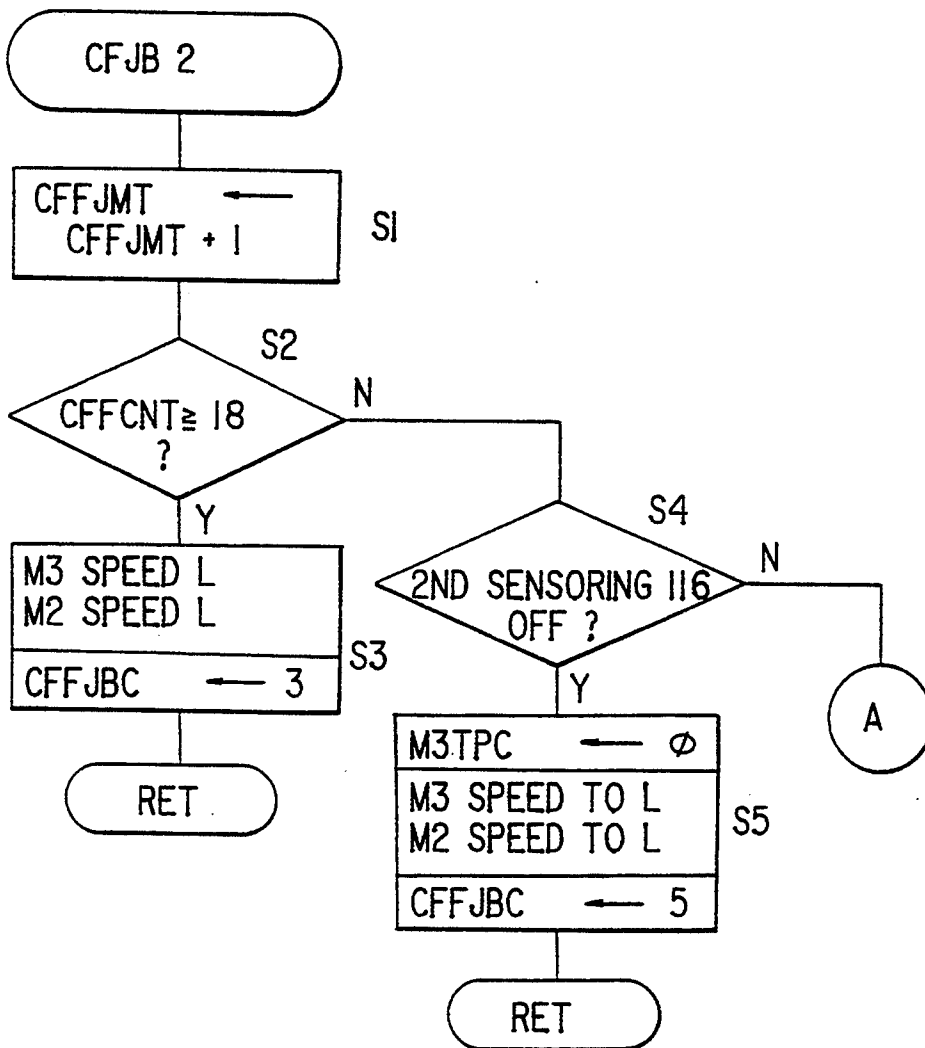 CFJB 2
CFFJMT ←
CFFJMT + 1
S1
S2
CFFCNT ≧ 18
?
N
Y
M3 SPEED L
M2 SPEED L
S3
CFFJBC ← 3
RET
S4
2ND SENSORING 116
OFF ?
N
A
Y
M3TPC ← Ø
M3 SPEED TO L
M2 SPEED TO L
S5
CFFJBC ← 5
RET